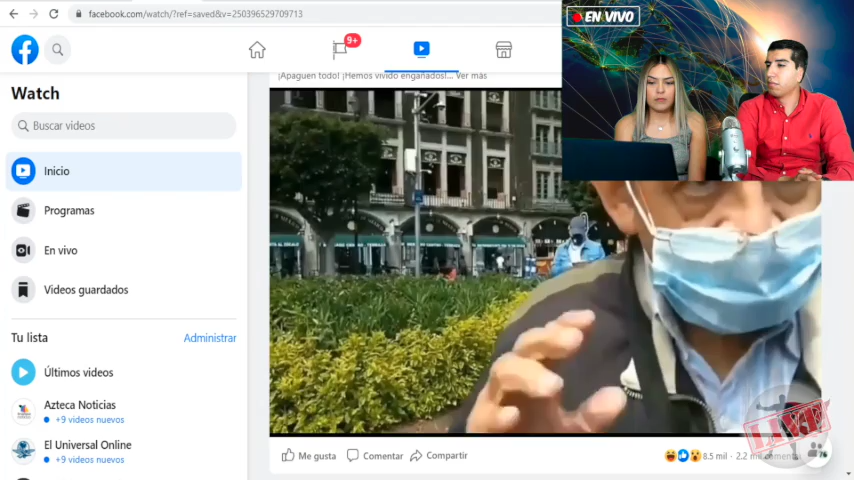 facebook.com/watch/?ref=saved&v=250396529709713
EN VIVO
9+
Watch
¡Apaguen todo! ¡Hemos vivido engañados!... Ver más
Buscar videos
Inicio
Programas
En vivo
Videos guardados
Tu lista
Administrar
Últimos videos
Azteca Noticias
+9 videos nuevos
El Universal Online
+9 videos nuevos
Me gusta
Comentar
Compartir
8.5 mil · 2.2 mil
LIVE